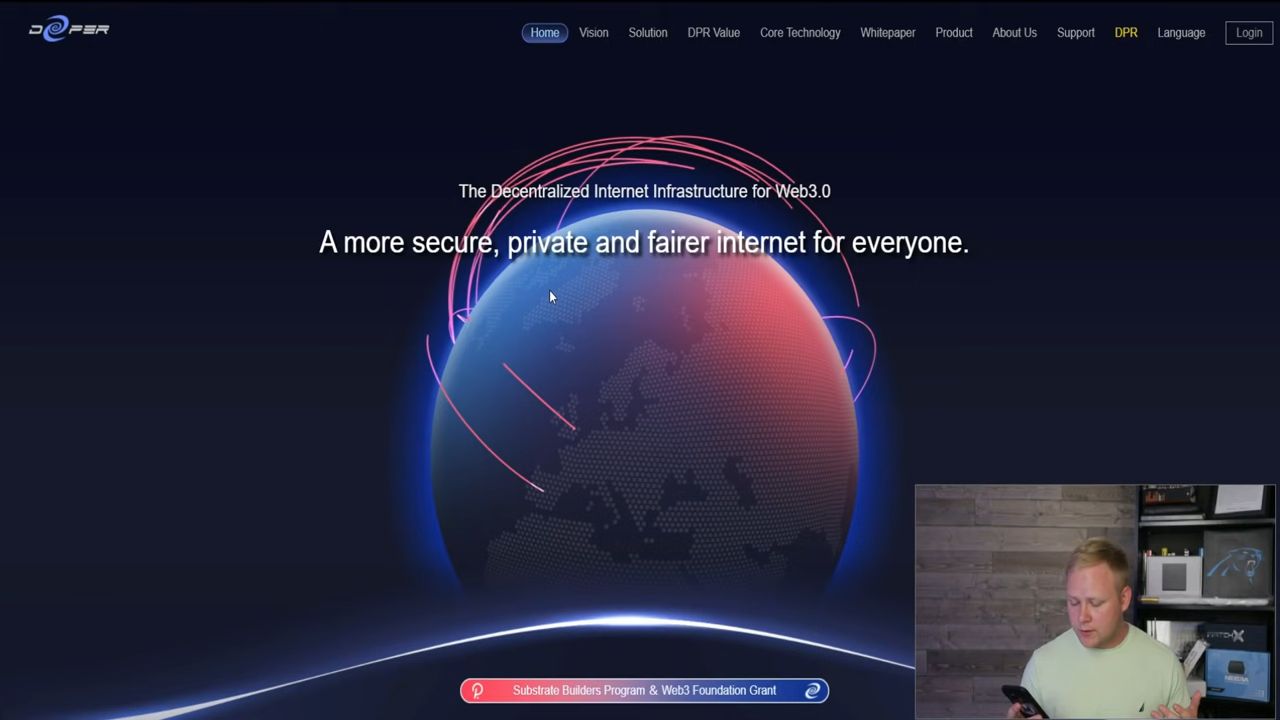 DEEPER
Home
Vision
Solution
DPR Value
Core Technology
Whitepaper
Product
About Us
Support
DPR
Language
Login
The Decentralized Internet Infrastructure for Web3.0
A more secure, private and fairer internet for everyone.
Substrate Builders Program & Web3 Foundation Grant
MATCHX